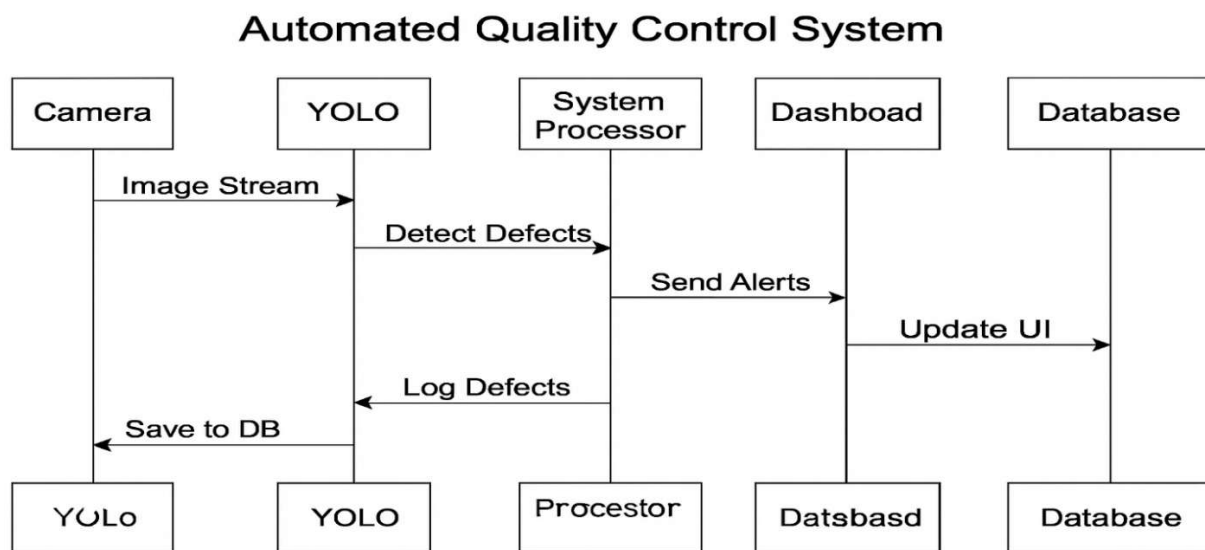 Automated Quality Control System
Camera
YOLO
System
Processor
Dashboad
Database
Image Stream
Detect Defects
Send Alerts
Update UI
Log Defects
Save to DB
YOLo
YOLO
Procestor
Datsbasd
Database